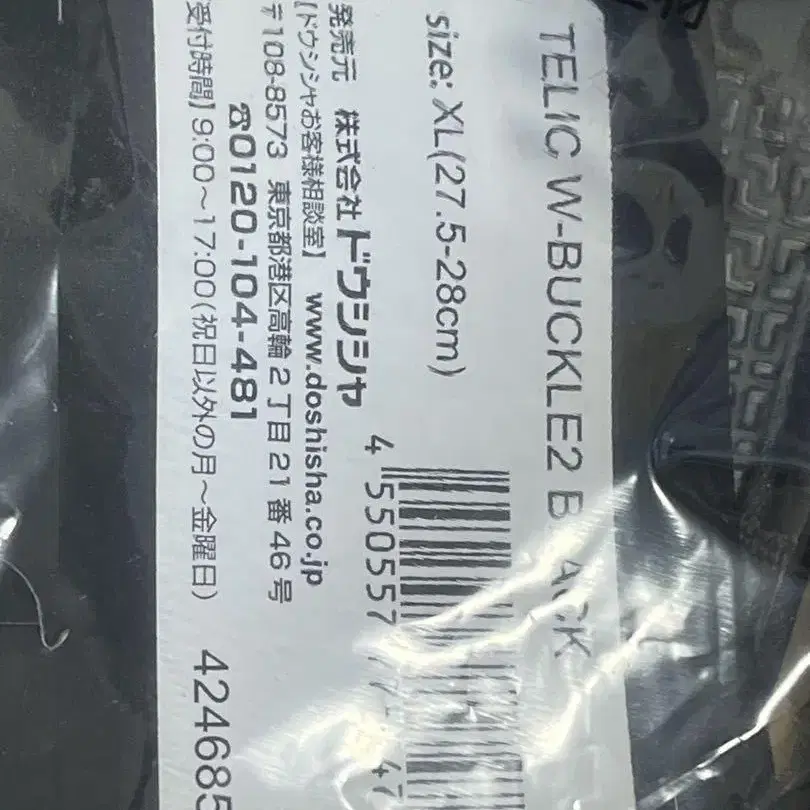 TELIC W-BUCKLE2 B ACK
size: XL(27.5-28cm)
4 550557
47
発売元 株式会社ドウシシャ
【ドウシシャお客様相談室】 www.doshisha.co.jp
〒108-8573 東京都港区高輪2丁目21番46号
☎0120-104-481
受付時間】9:00～17:00(祝日以外の月～金曜日)
424685